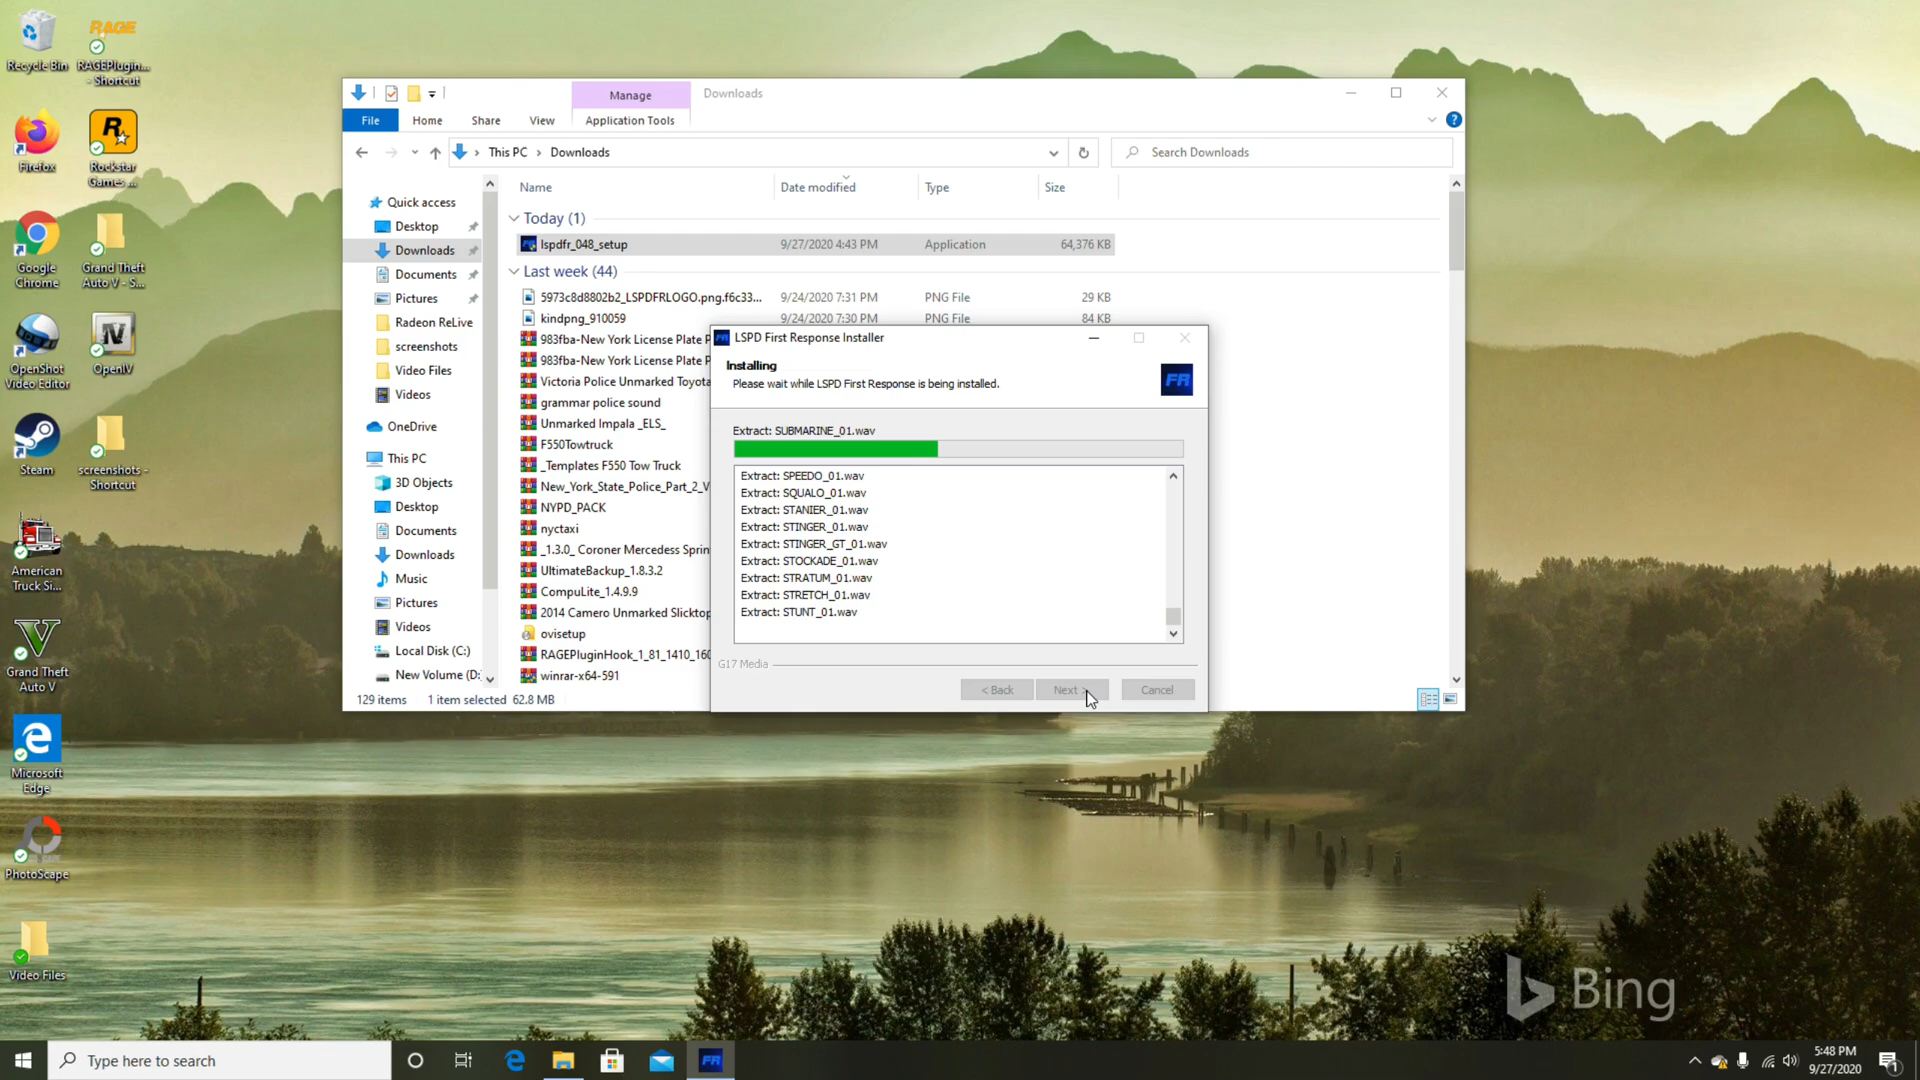 Recycle Bin
RAGE
RAGEPlugin...
- Shortcut
Firefox
R
Rockstar
Games ...
Google
Chrome
Grand Theft
Auto V - S...
OpenShot
Video Editor
IV
OpenIV
Steam
screenshots -
Shortcut
American
Truck Si...
V
Grand Theft
Auto V
Microsoft
Edge
PhotoScape
Video Files
Manage
Downloads
File
Home
Share
View
Application Tools
This PC
Downloads
Search Downloads
Quick access
Desktop
Downloads
Documents
Pictures
Radeon ReLive
screenshots
Video Files
Videos
OneDrive
This PC
3D Objects
Desktop
Documents
Downloads
Music
Pictures
Videos
Local Disk (C:)
New Volume (D:
Name
Date modified
Type
Size
Today (1)
lspdfr_048_setup 9/27/2020 4:43 PM Application 64,376 KB
Last week (44)
5973c8d8802b2_LSPDFRLOGO.png.f6c33... 9/24/2020 7:31 PM PNG File 29 KB
kindpng_910059 9/24/2020 7:30 PM PNG File 84 KB
983fba-New York License Plate P
983fba-New York License Plate P
Victoria Police Unmarked Toyota
grammar police sound
Unmarked Impala _ELS_
F550Towtruck
_Templates F550 Tow Truck
New_York_State_Police_Part_2_V
NYPD_PACK
nyctaxi
_1.3.0_ Coroner Mercedess Sprin
UltimateBackup_1.8.3.2
CompuLite_1.4.9.9
2014 Camero Unmarked Slicktop
ovisetup
RAGEPluginHook_1_81_1410_160
winrar-x64-591
129 items 1 item selected 62.8 MB
FR LSPD First Response Installer
Installing
Please wait while LSPD First Response is being installed.
FR
Extract: SUBMARINE_01.wav
Extract: SPEEDO_01.wav
Extract: SQUALO_01.wav
Extract: STANIER_01.wav
Extract: STINGER_01.wav
Extract: STINGER_GT_01.wav
Extract: STOCKADE_01.wav
Extract: STRATUM_01.wav
Extract: STRETCH_01.wav
Extract: STUNT_01.wav
G17 Media
< Back
Next >
Cancel
Bing
Type here to search
FR
5:48 PM
9/27/2020
1